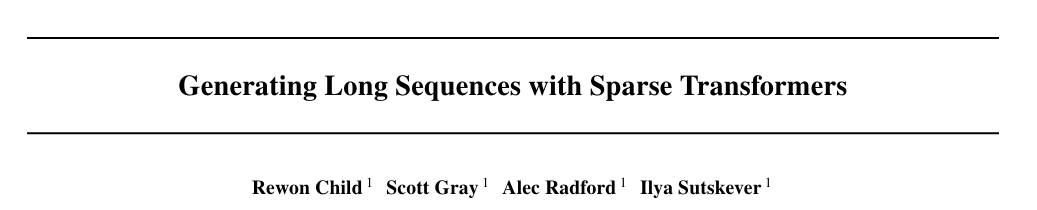 Generating Long Sequences with Sparse Transformers
Rewon Child 1 Scott Gray 1 Alec Radford 1 Ilya Sutskever 1